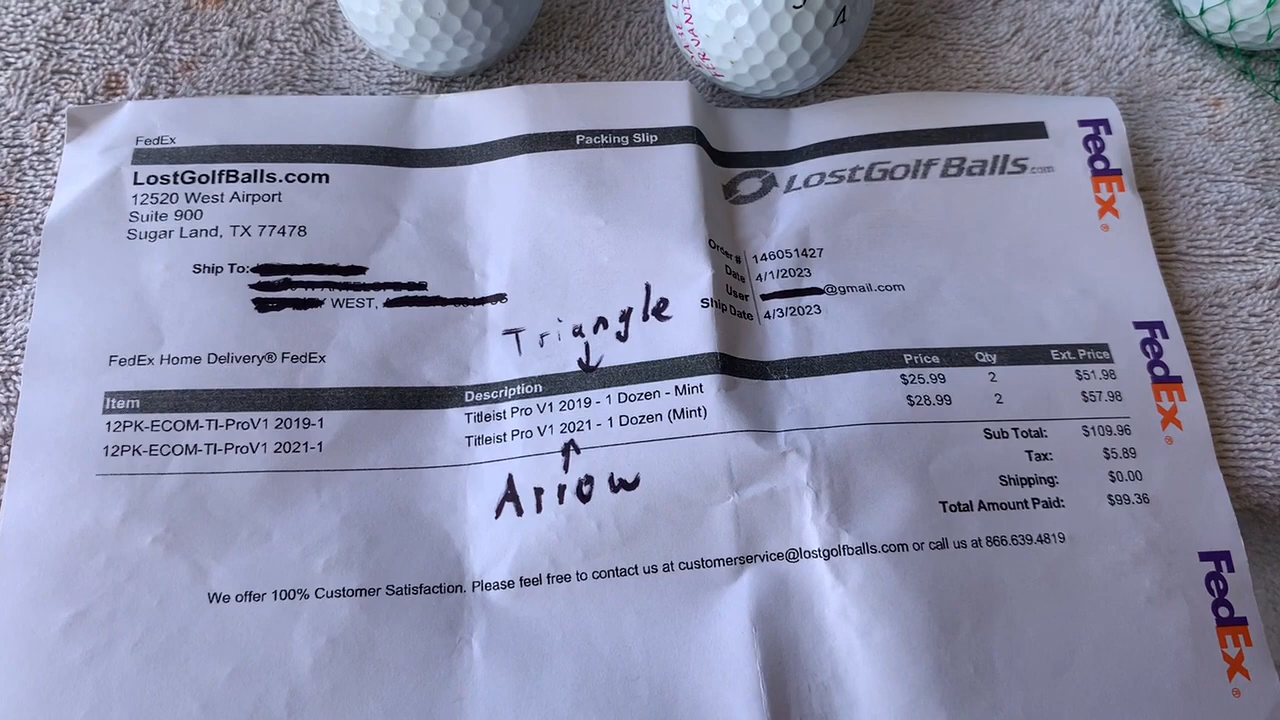 FedEx
Packing Slip
LostGolfBalls.com
12520 West Airport
Suite 900
Sugar Land, TX 77478
LOSTGOLFBALLS.com
Ship To:
WEST,
Order # 146051427
Date 4/1/2023
User @gmail.com
Ship Date 4/3/2023
Triangle
FedEx Home Delivery® FedEx
Item Description Price Qty Ext. Price
12PK-ECOM-TI-ProV1 2019-1 Titleist Pro V1 2019 - 1 Dozen - Mint $25.99 2 $51.98
12PK-ECOM-TI-ProV1 2021-1 Titleist Pro V1 2021 - 1 Dozen (Mint) $28.99 2 $57.98
Arrow
Sub Total: $109.96
Tax: $5.89
Shipping: $0.00
Total Amount Paid: $99.36
We offer 100% Customer Satisfaction. Please feel free to contact us at customerservice@lostgolfballs.com or call us at 866.639.4819
FedEx®
FedEx®
FedEx®